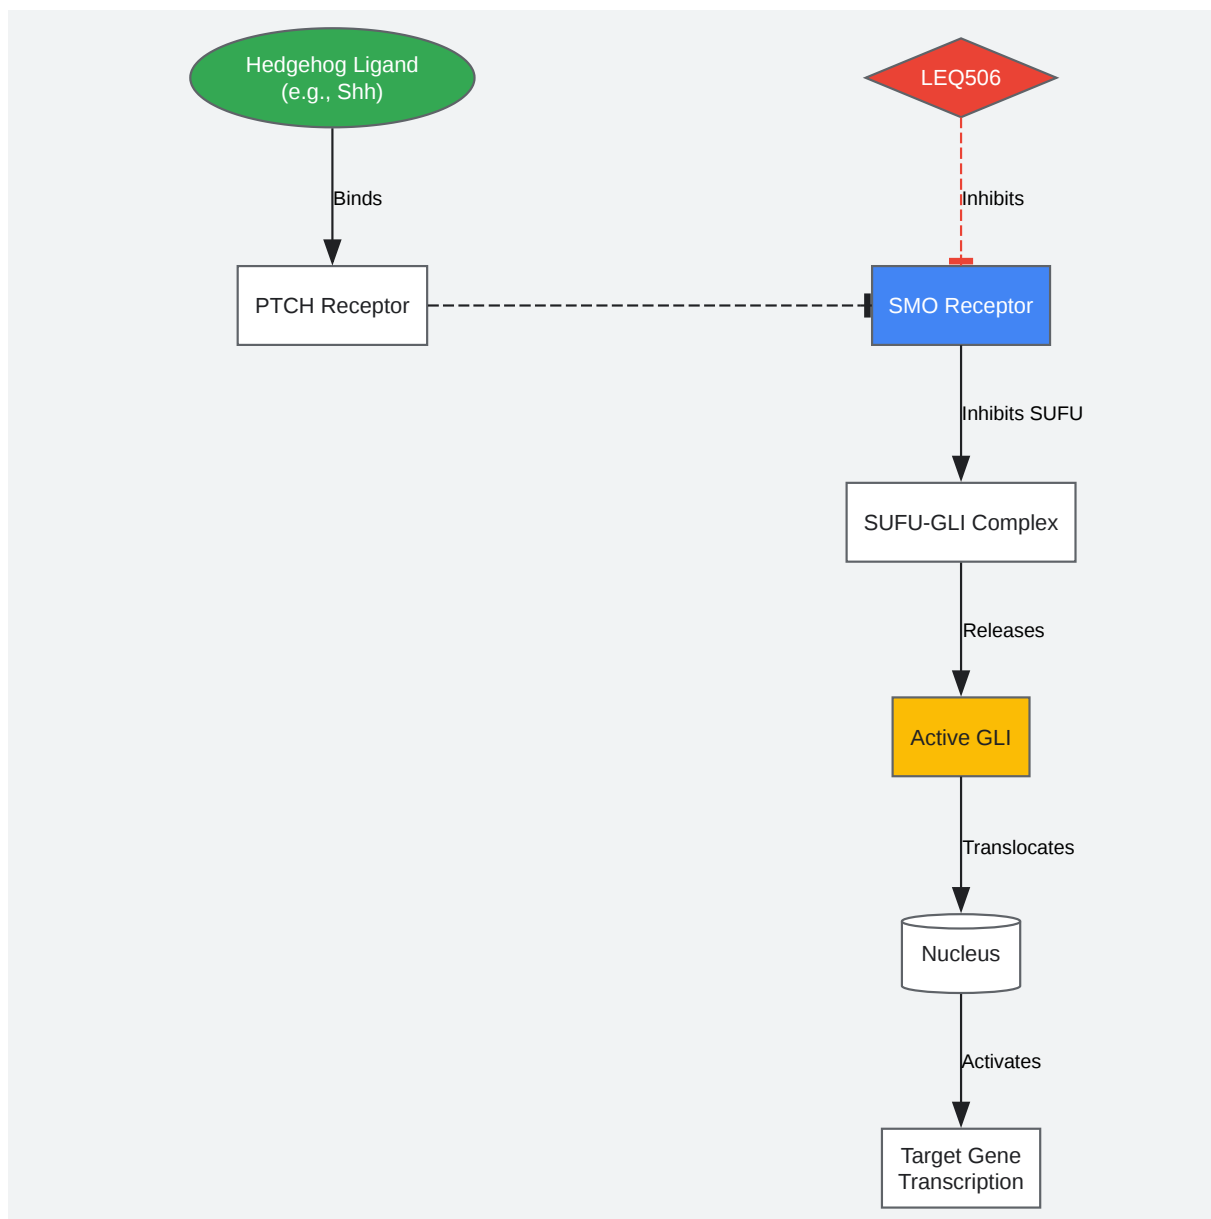 Hedgehog Ligand
(e.g., Shh)
LEQ506
Binds
Inhibits
PTCH Receptor
SMO Receptor
Inhibits SUFU
SUFU-GLI Complex
Releases
Active GLI
Translocates
Nucleus
Activates
Target Gene
Transcription